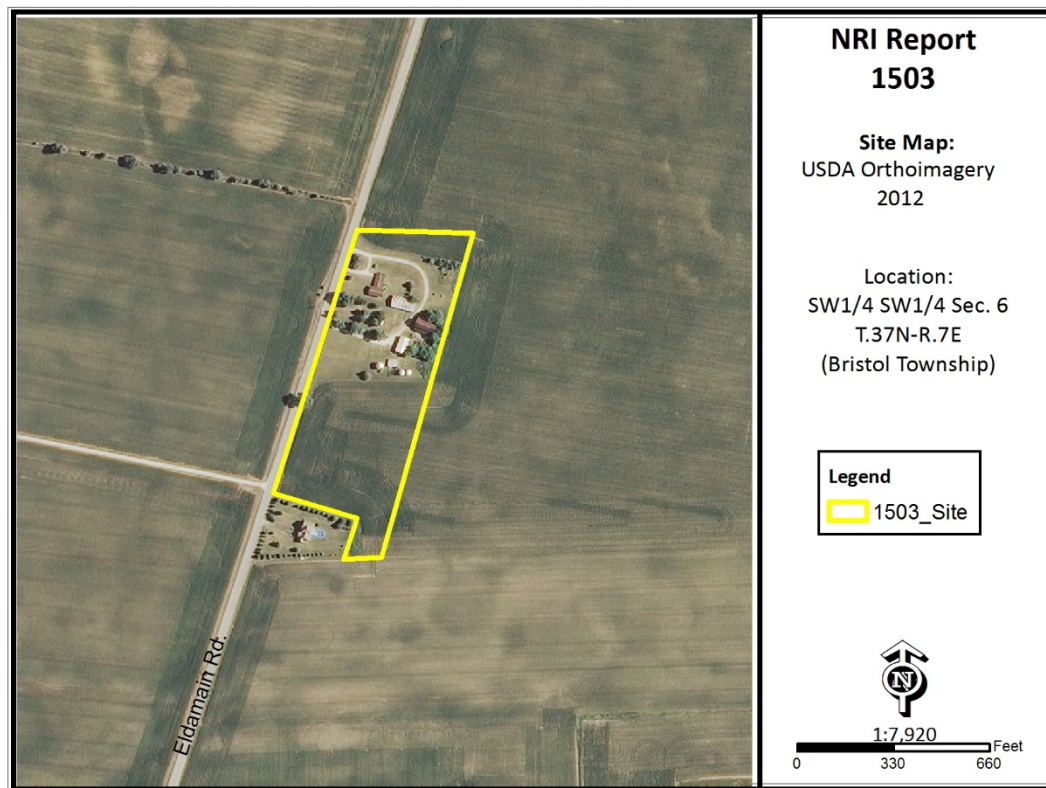 NRI Report
1503
Site Map:
USDA Orthoimagery
2012
Location:
SW1/4 SW1/4 Sec. 6
T.37N-R.7E
(Bristol Township)
Legend
1503_Site
N
1:7,920
Feet
0 330 660
Eldamain Rd.